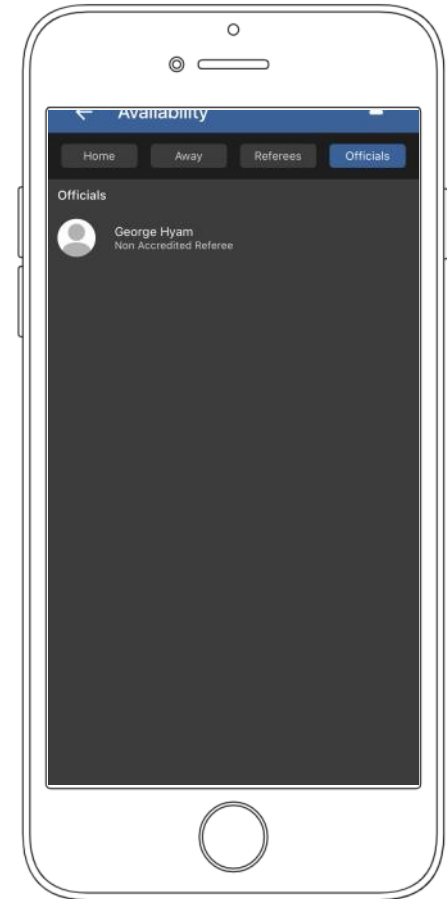 Availability
Home Away Referees Officials
Officials
George Hyam
Non Accredited Referee